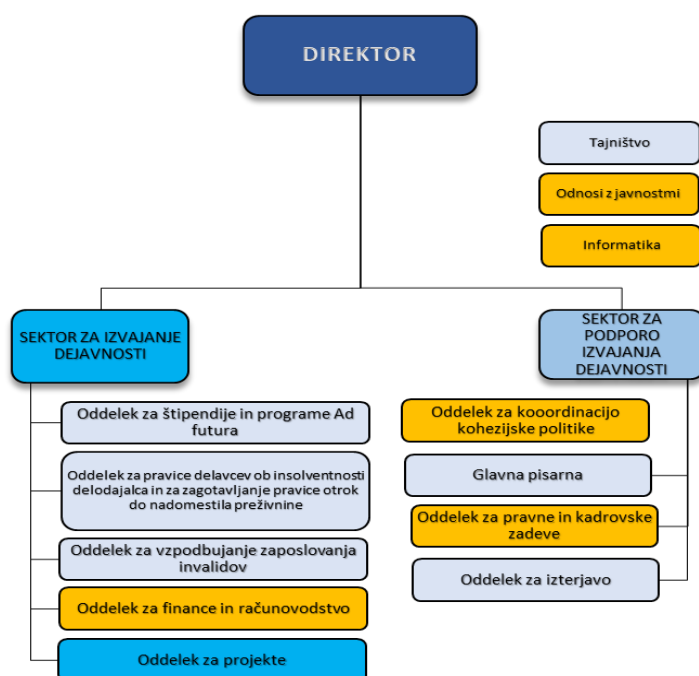 DIREKTOR
Tajništvo
Odnosi z javnostmi
Informatika
SEKTOR ZA IZVAJANJE
DEJAVNOSTI
SEKTOR ZA
PODPORO
IZVAJANJA
DEJAVNOSTI
Oddelek za štipendije in programe Ad
futura
Oddelek za pravice delavcev ob insolventnosti
delodajalca in za zagotavljanje pravice otrok
do nadomestila preživnine
Oddelek za vzpodbujanje zaposlovanja
invalidov
Oddelek za finance in računovodstvo
Oddelek za projekte
Oddelek za kooordinacijo
kohezijske politike
Glavna pisarna
Oddelek za pravne in kadrovske
zadeve
Oddelek za izterjavo